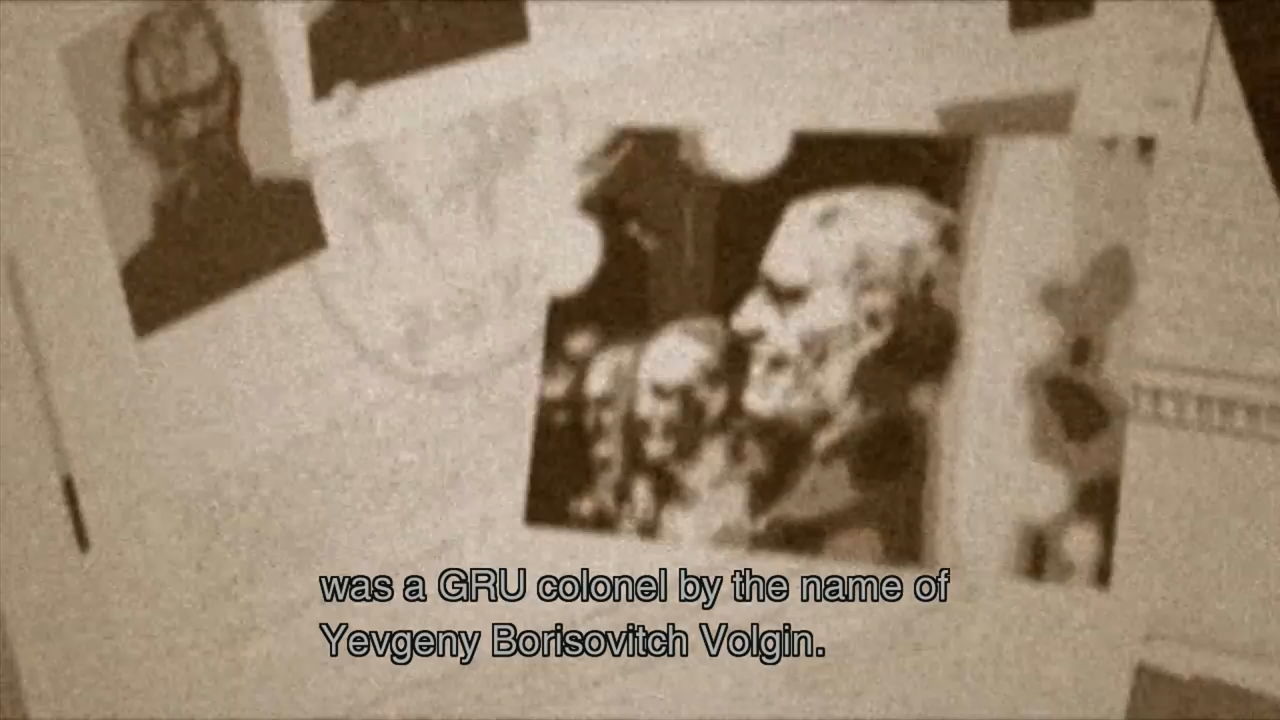 was a GRU colonel by the name of
Yevgeny Borisovitch Volgin.